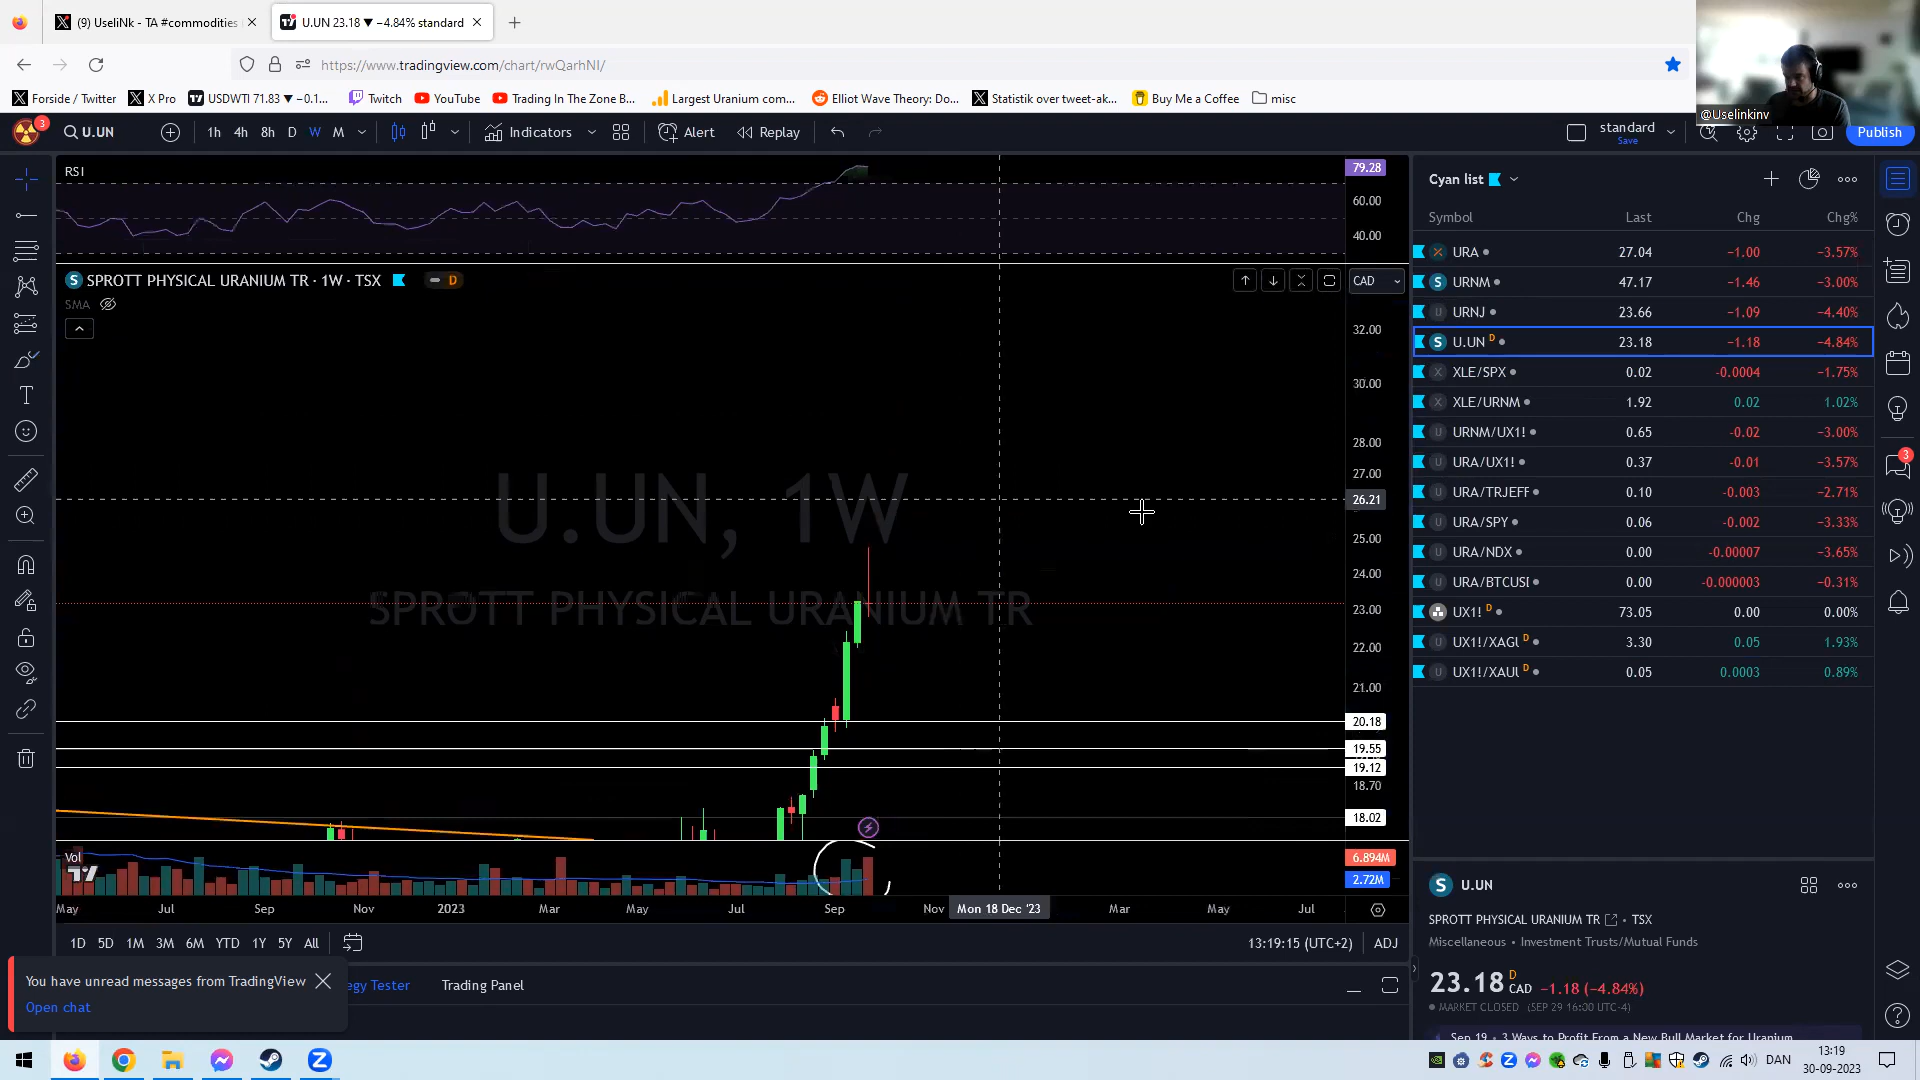 (9) UseliNk - TA #commodities
U.UN 23.18 ▼ −4.84% standard
https://www.tradingview.com/chart/rwQarhNI/
Forside / Twitter
X Pro
USDWTI 71.83 ▼ −0.1...
Twitch
YouTube
Trading In The Zone B...
Largest Uranium com...
Elliot Wave Theory: Do...
Statistik over tweet-ak...
Buy Me a Coffee
misc
@Uselinkinv
3
U.UN
1h 4h 8h D W M
Indicators
Alert
Replay
standard
Save
Publish
RSI
79.28
60.00
40.00
SPROTT PHYSICAL URANIUM TR · 1W · TSX
D
SMA
CAD
32.00
30.00
28.00
27.00
26.21
25.00
24.00
23.00
22.00
21.00
20.18
19.55
19.12
18.70
18.02
U.UN, 1W
SPROTT PHYSICAL URANIUM TR
Vol
6.894M
2.72M
May Jul Sep Nov 2023 Mar May Jul Sep Nov Mon 18 Dec '23 Mar May Jul
1D 5D 1M 3M 6M YTD 1Y 5Y All
13:19:15 (UTC+2) ADJ
You have unread messages from TradingView
Open chat
egy Tester
Trading Panel
Cyan list
Symbol Last Chg Chg%
URA 27.04 −1.00 −3.57%
URNM 47.17 −1.46 −3.00%
URNJ 23.66 −1.09 −4.40%
U.UN D 23.18 −1.18 −4.84%
XLE/SPX 0.02 -0.0004 −1.75%
XLE/URNM 1.92 0.02 1.02%
URNM/UX1! 0.65 -0.02 −3.00%
URA/UX1! 0.37 -0.01 −3.57%
URA/TRJEFF 0.10 -0.003 −2.71%
URA/SPY 0.06 -0.002 −3.33%
URA/NDX 0.00 -0.00007 −3.65%
URA/BTCUSI 0.00 -0.000003 −0.31%
UX1! D 73.05 0.00 0.00%
UX1!/XAGU D 3.30 0.05 1.93%
UX1!/XAUU D 0.05 0.0003 0.89%
3
U.UN
SPROTT PHYSICAL URANIUM TR • TSX
Miscellaneous • Investment Trusts/Mutual Funds
23.18 D CAD −1.18 (−4.84%)
MARKET CLOSED (SEP 29 16:00 UTC-4)
Sep 19 • 3 Ways to Profit From a New Bull Market for Uranium
DAN
13:19
30-09-2023